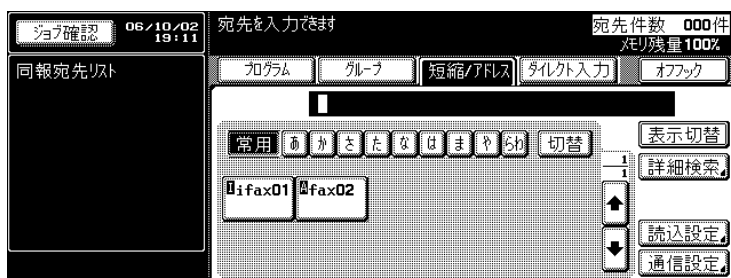 ジョブ確認
06/10/02
19:11
宛先を入力できます
宛先件数 000件
メモリ残量100%
同報宛先リスト
プログラム グループ 短縮/アドレス ダイレクト入力 オフフック
常用 あ か さ た な は ま や らわ 切替
表示切替
1
1
詳細検索
I ifax01 A fax02
読込設定
通信設定